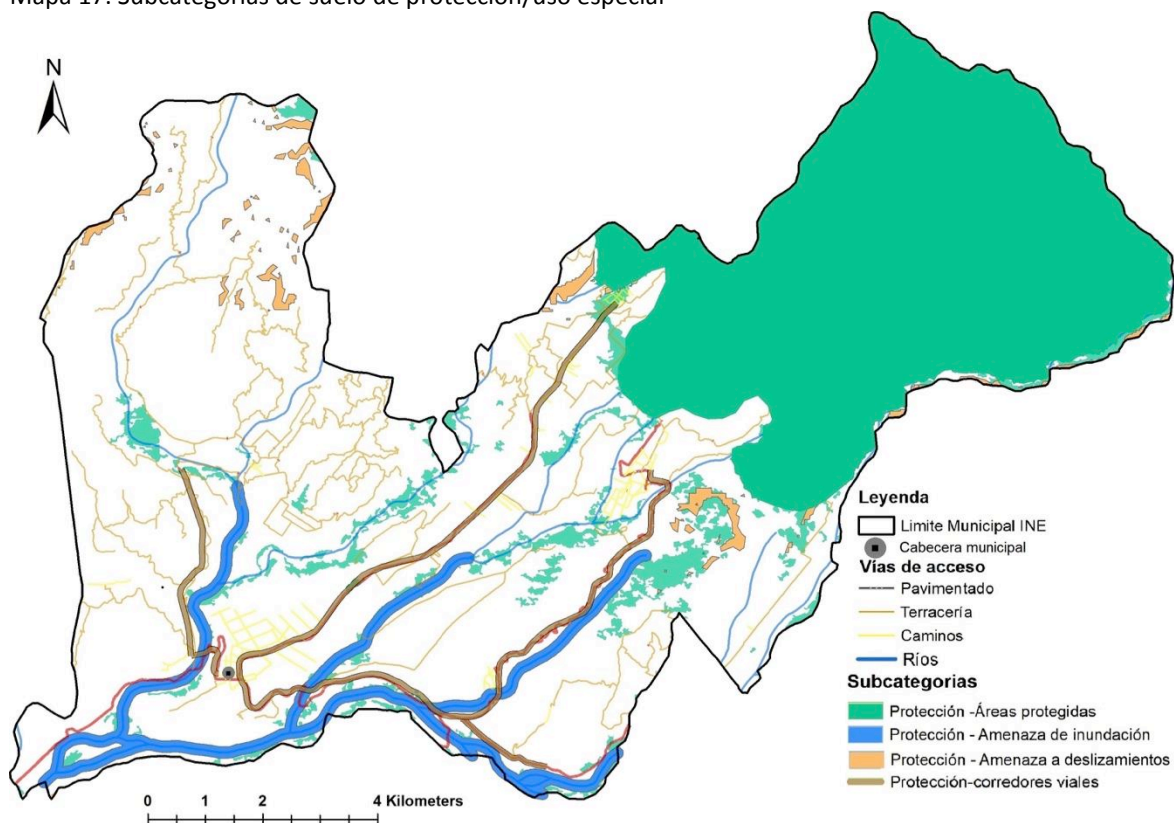 Mapa 17. Subcategorías de suelo de protección/uso especial
N
Leyenda
Limite Municipal INE
Cabecera municipal
Vías de acceso
Pavimentado
Terracería
Caminos
Ríos
Subcategorias
Protección -Áreas protegidas
Protección - Amenaza de inundación
Protección - Amenaza a deslizamientos
Protección-corredores viales
0 1 2 4 Kilometers